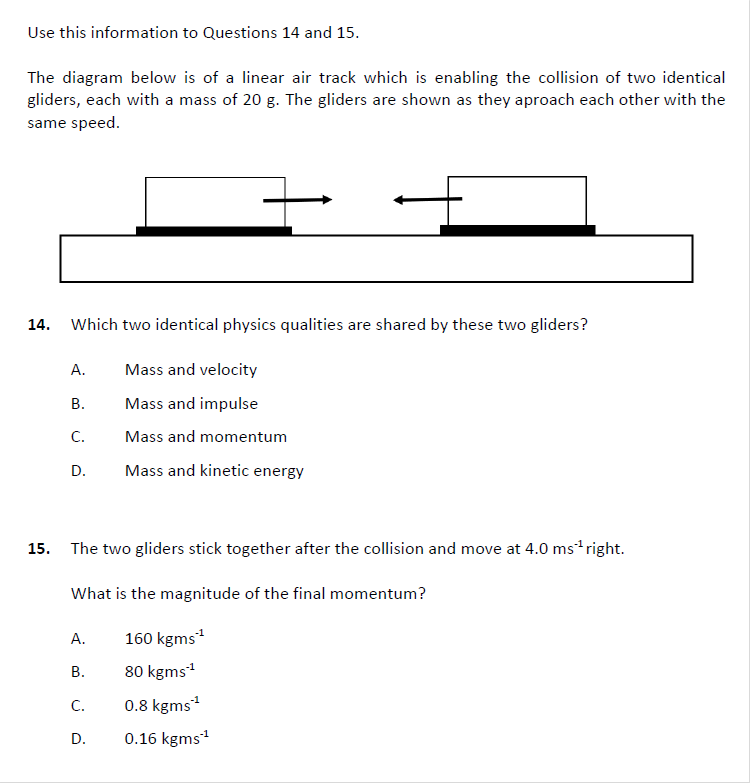 Use this information to Questions 14 and 15.
The diagram below is of a linear air track which is enabling the collision of two identical
gliders, each with a mass of 20 g. The gliders are shown as they aproach each other with the
same speed.
14. Which two identical physics qualities are shared by these two gliders?
A. Mass and velocity
B. Mass and impulse
C. Mass and momentum
D. Mass and kinetic energy
15. The two gliders stick together after the collision and move at 4.0 ms⁻¹ right.
What is the magnitude of the final momentum?
A. 160 kgms⁻¹
B. 80 kgms⁻¹
C. 0.8 kgms⁻¹
D. 0.16 kgms⁻¹